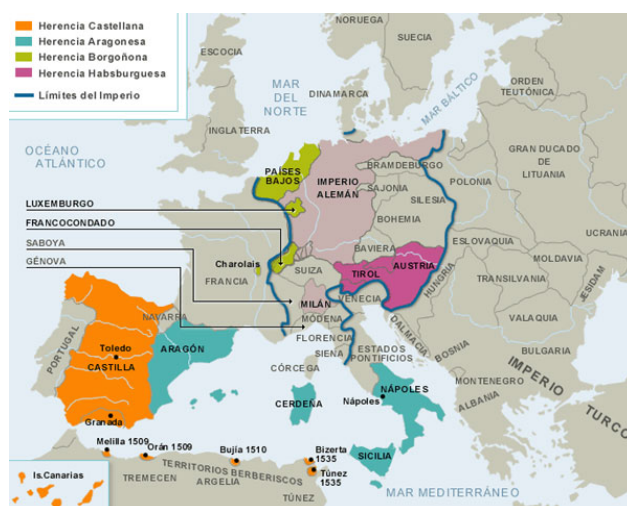 Herencia Castellana
Herencia Aragonesa
Herencia Borgoñona
Herencia Habsburguesa
Límites del Imperio
NORUEGA
SUECIA
ESCOCIA
MAR
DEL
NORTE
DINAMARCA
MAR BÁLTICO
ORDEN
TEUTÓNICA
INGLATERRA
OCÉANO
ATLÁNTICO
GRAN DUCADO
DE
LITUANIA
PAÍSES
BAJOS
IMPERIO
ALEMÁN
BRAMDEBURGO
SAJONIA
POLONIA
SILESIA
BOHEMIA
LUXEMBURGO
FRANCOCONDADO
SABOYA
GÉNOVA
Charolais
FRANCIA
SUIZA
BAVIERA
TIROL
AUSTRIA
ESLOVAQUIA
UCRANIA
MOLDAVIA
HUNGRIA
TRANSILVANIA
JESIDAM
MILÁN
VENECIA
MÓDENA
FLORENCIA
SIENA
ESTADOS
PONTIFICIOS
DALMACIA
BOSNIA
VALAQUIA
BULGARIA
NAVARRA
PORTUGAL
Toledo
CASTILLA
ARAGÓN
CÓRCEGA
CERDEÑA
NÁPOLES
Nápoles
MONTENEGRO
ALBANIA
IMPERIO
TURCO
Granada
SICILIA
Melilla 1509
Orán 1509
Bujía 1510
Bizerta
1535
Túnez
1535
Is.Canarias
TREMECEN
TERRITORIOS BERBERISCOS
ARGELIA
TÚNEZ
MAR MEDITERRÁNEO